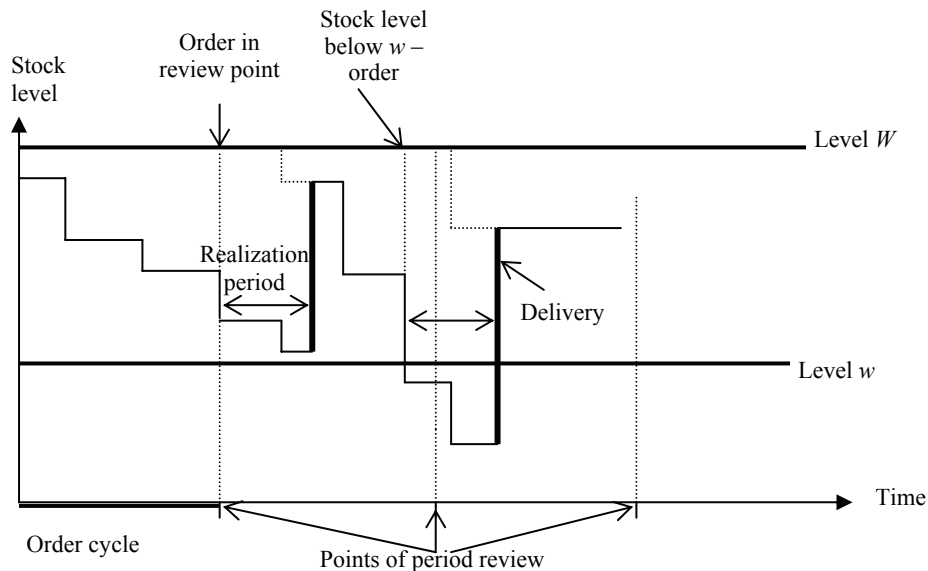 Stock level
below w –
order
Order in
review point
Stock
level
Level W
Realization
period
Delivery
Level w
Time
Order cycle
Points of period review